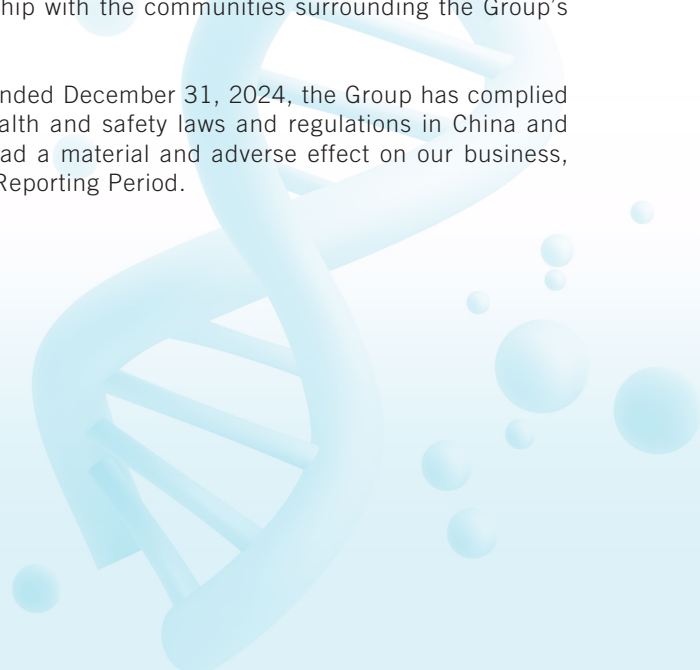 hip with the communities surrounding the Group's
nded December 31, 2024, the Group has complied
alth and safety laws and regulations in China and
ad a material and adverse effect on our business,
Reporting Period.